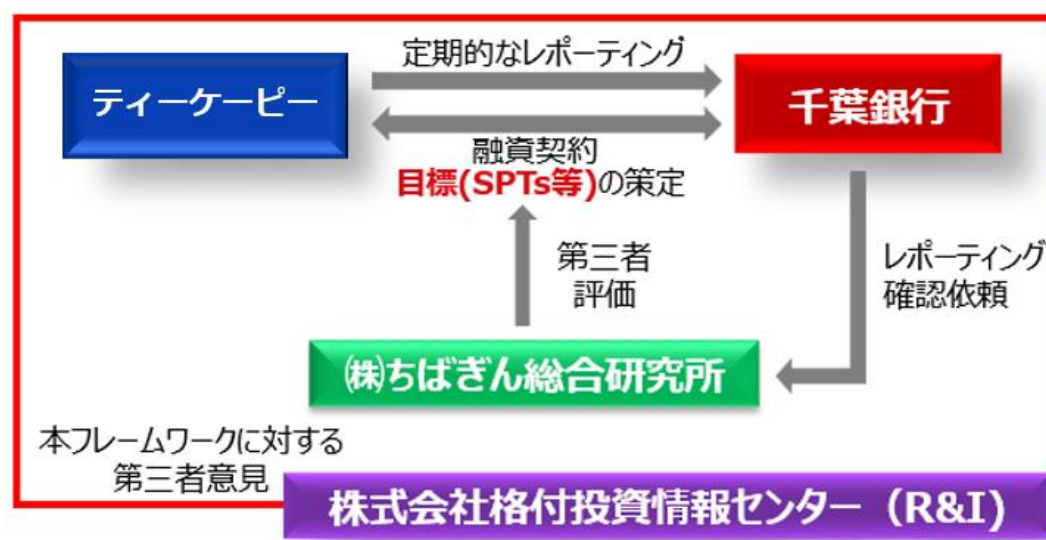 定期的なレポーティング
ティーケーピー
千葉銀行
融資契約
目標(SPTs等)の策定
第三者
評価
レポーティング
確認依頼
㈱ちばぎん総合研究所
本フレームワークに対する
第三者意見
株式会社格付投資情報センター（R&I）